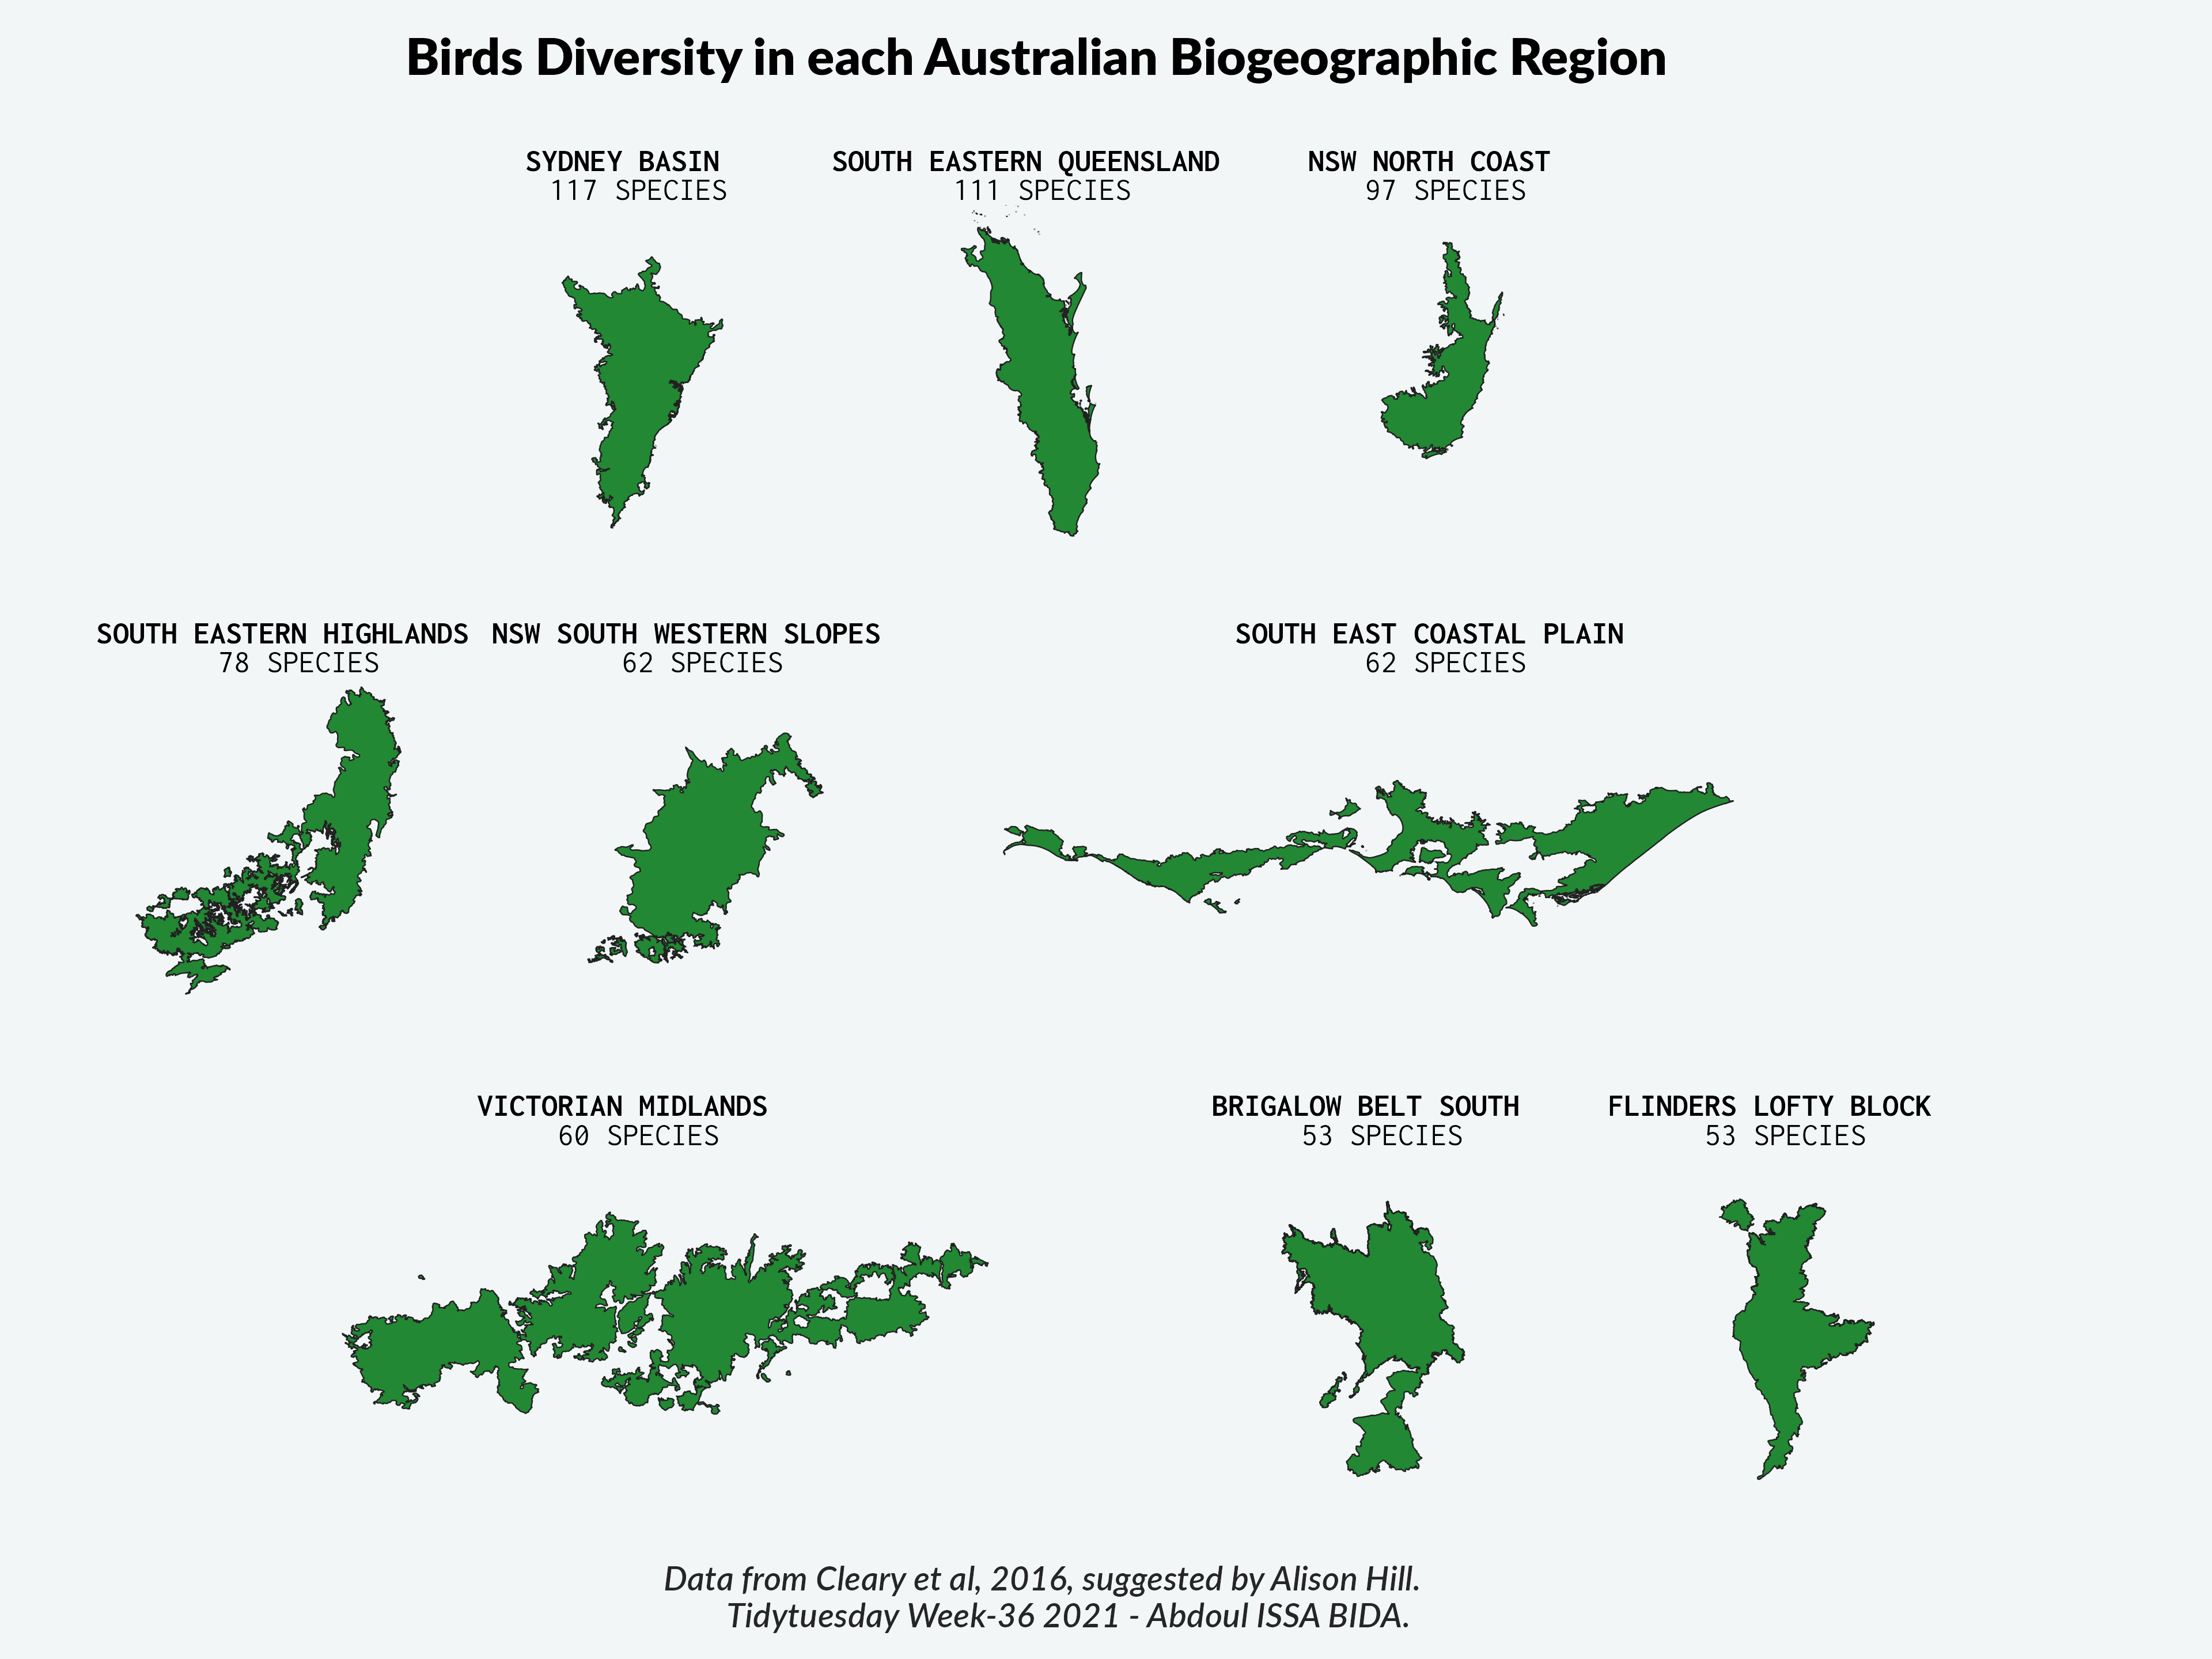 Birds Diversity in each Australian Biogeographic Region
SYDNEY BASIN
117 SPECIES
SOUTH EASTERN QUEENSLAND
111 SPECIES
NSW NORTH COAST
97 SPECIES
SOUTH EASTERN HIGHLANDS
78 SPECIES
NSW SOUTH WESTERN SLOPES
62 SPECIES
SOUTH EAST COASTAL PLAIN
62 SPECIES
VICTORIAN MIDLANDS
60 SPECIES
BRIGALOW BELT SOUTH
53 SPECIES
FLINDERS LOFTY BLOCK
53 SPECIES
Data from Cleary et al, 2016, suggested by Alison Hill.
Tidytuesday Week-36 2021 - Abdoul ISSA BIDA.